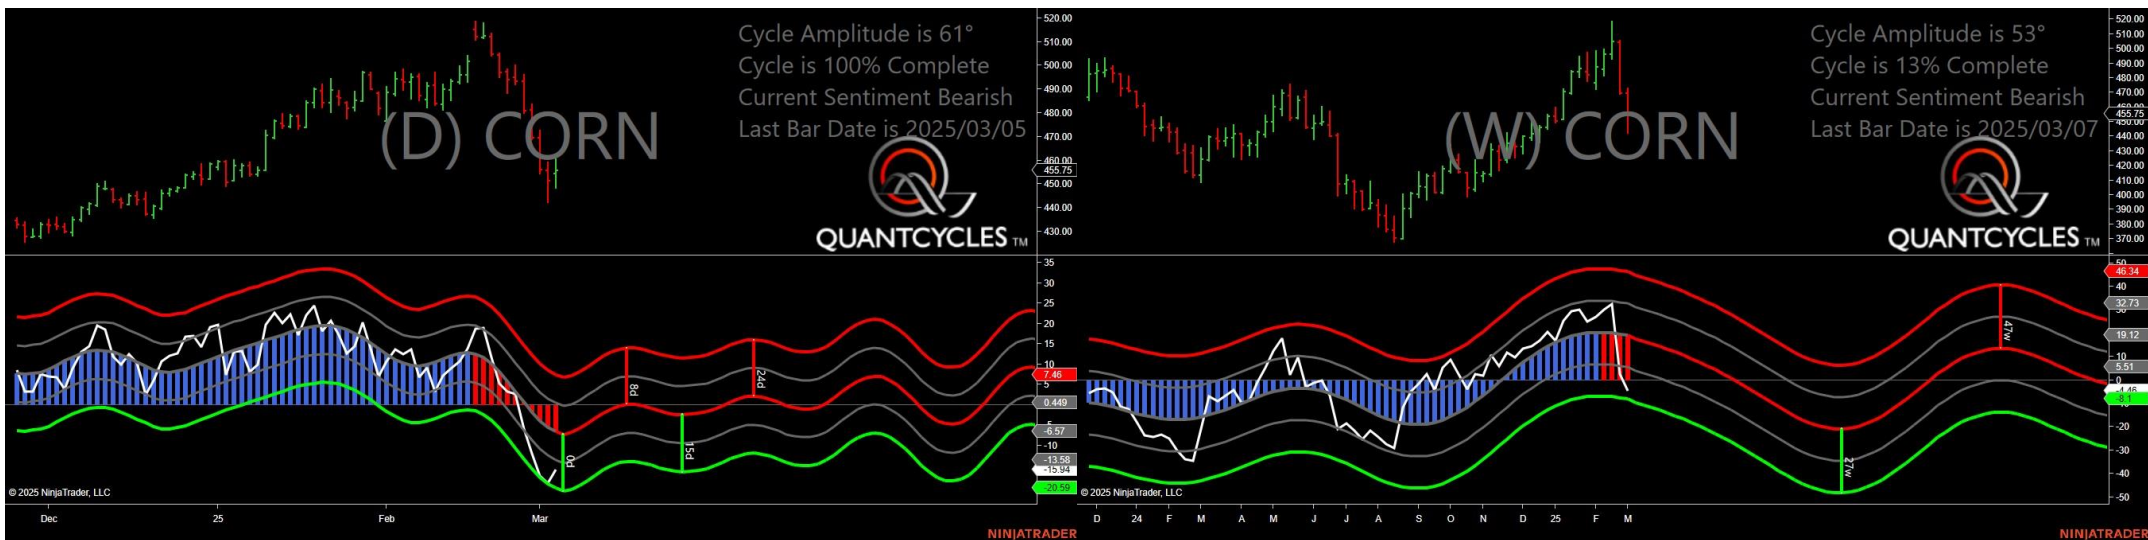 Cycle Amplitude is 61°
Cycle is 100% Complete
Current Sentiment Bearish
Last Bar Date is 2025/03/05
(D) CORN
QUANTCYCLES TM
520.00
510.00
500.00
490.00
480.00
470.00
460.00
455.75
450.00
440.00
430.00
35
30
25
20
15
10
7.46
5
0.449
-6.57
-10
-13.58
-15.94
-20.59
8d
24d
0d
15d
© 2025 NinjaTrader, LLC
Dec
25
Feb
Mar
NINJATRADER
Cycle Amplitude is 53°
Cycle is 13% Complete
Current Sentiment Bearish
Last Bar Date is 2025/03/07
(W) CORN
QUANTCYCLES TM
520.00
510.00
500.00
490.00
480.00
470.00
460.00
455.75
450.00
440.00
430.00
420.00
410.00
400.00
390.00
380.00
370.00
50
46.34
40
32.73
30
19.12
10
5.51
0
-4.46
-8.1
-20
-30
-40
-50
47w
27w
© 2025 NinjaTrader, LLC
D
24
F
M
A
M
J
J
A
S
O
N
D
25
F
M
NINJATRADER